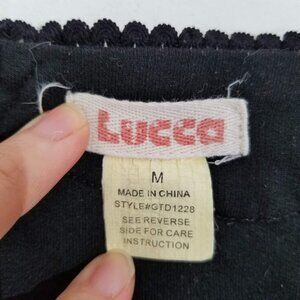 Lucca
M
MADE IN CHINA
STYLE#GTD1228
SEE REVERSE
SIDE FOR CARE
INSTRUCTION